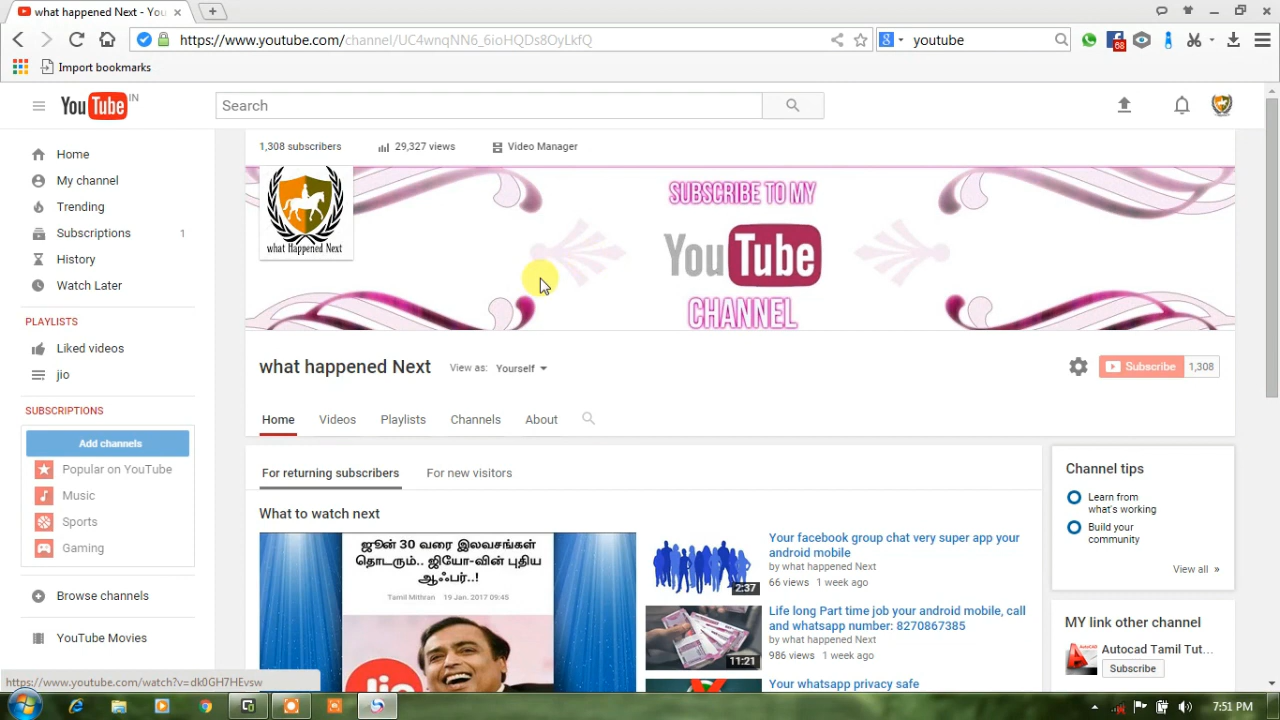 what happened Next - You
https://www.youtube.com/channel/UC4wnqNN6_6ioHQDs8OyLkfQ
youtube
68
Import bookmarks
YouTube IN
Search
Home
My channel
Trending
Subscriptions 1
History
Watch Later
PLAYLISTS
Liked videos
jio
SUBSCRIPTIONS
Add channels
Popular on YouTube
Music
Sports
Gaming
Browse channels
YouTube Movies
1,308 subscribers 29,327 views Video Manager
what Happened Next
SUBSCRIBE TO MY
YouTube
CHANNEL
what happened Next View as: Yourself
Subscribe 1,308
Home Videos Playlists Channels About
For returning subscribers For new visitors
What to watch next
ஜூன் 30 வரை இலவசங்கள்
தொடரும்.. ஜியோ-வின் புதிய
ஆஃபர்..!
Tamil Mithran 19 Jan. 2017 09:45
Jio
2:37
Your facebook group chat very super app your
android mobile
by what happened Next
66 views 1 week ago
11:21
Life long Part time job your android mobile, call
and whatsapp number: 8270867385
by what happened Next
986 views 1 week ago
Your whatsapp privacy safe
Channel tips
Learn from
what's working
Build your
community
View all »
MY link other channel
Autocad Tamil Tut...
Subscribe
https://www.youtube.com/watch?v=dk0GH7HEvsw
7:51 PM